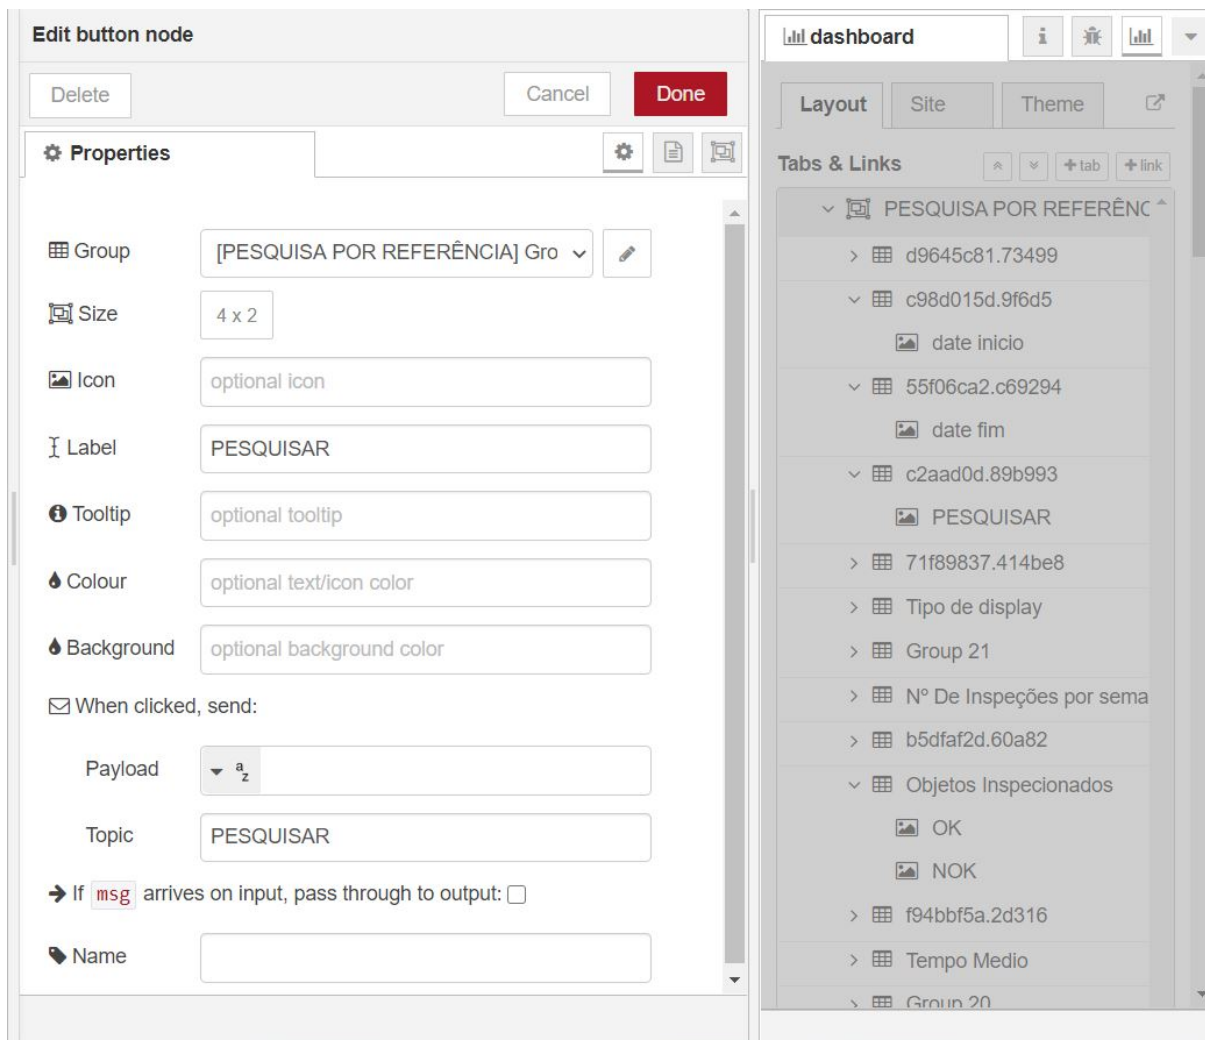 Edit button node
Delete
Cancel
Done
Properties
Group
[PESQUISA POR REFERÊNCIA] Gro
Size
4 x 2
Icon
optional icon
Label
PESQUISAR
Tooltip
optional tooltip
Colour
optional text/icon color
Background
optional background color
When clicked, send:
Payload
a
z
Topic
PESQUISAR
If msg arrives on input, pass through to output:
Name
dashboard
Layout
Site
Theme
Tabs & Links
+tab
+link
PESQUISA POR REFERÊNC
d9645c81.73499
c98d015d.9f6d5
date inicio
55f06ca2.c69294
date fim
c2aad0d.89b993
PESQUISAR
71f89837.414be8
Tipo de display
Group 21
Nº De Inspeções por sema
b5dfaf2d.60a82
Objetos Inspecionados
OK
NOK
f94bbf5a.2d316
Tempo Medio
Group 20